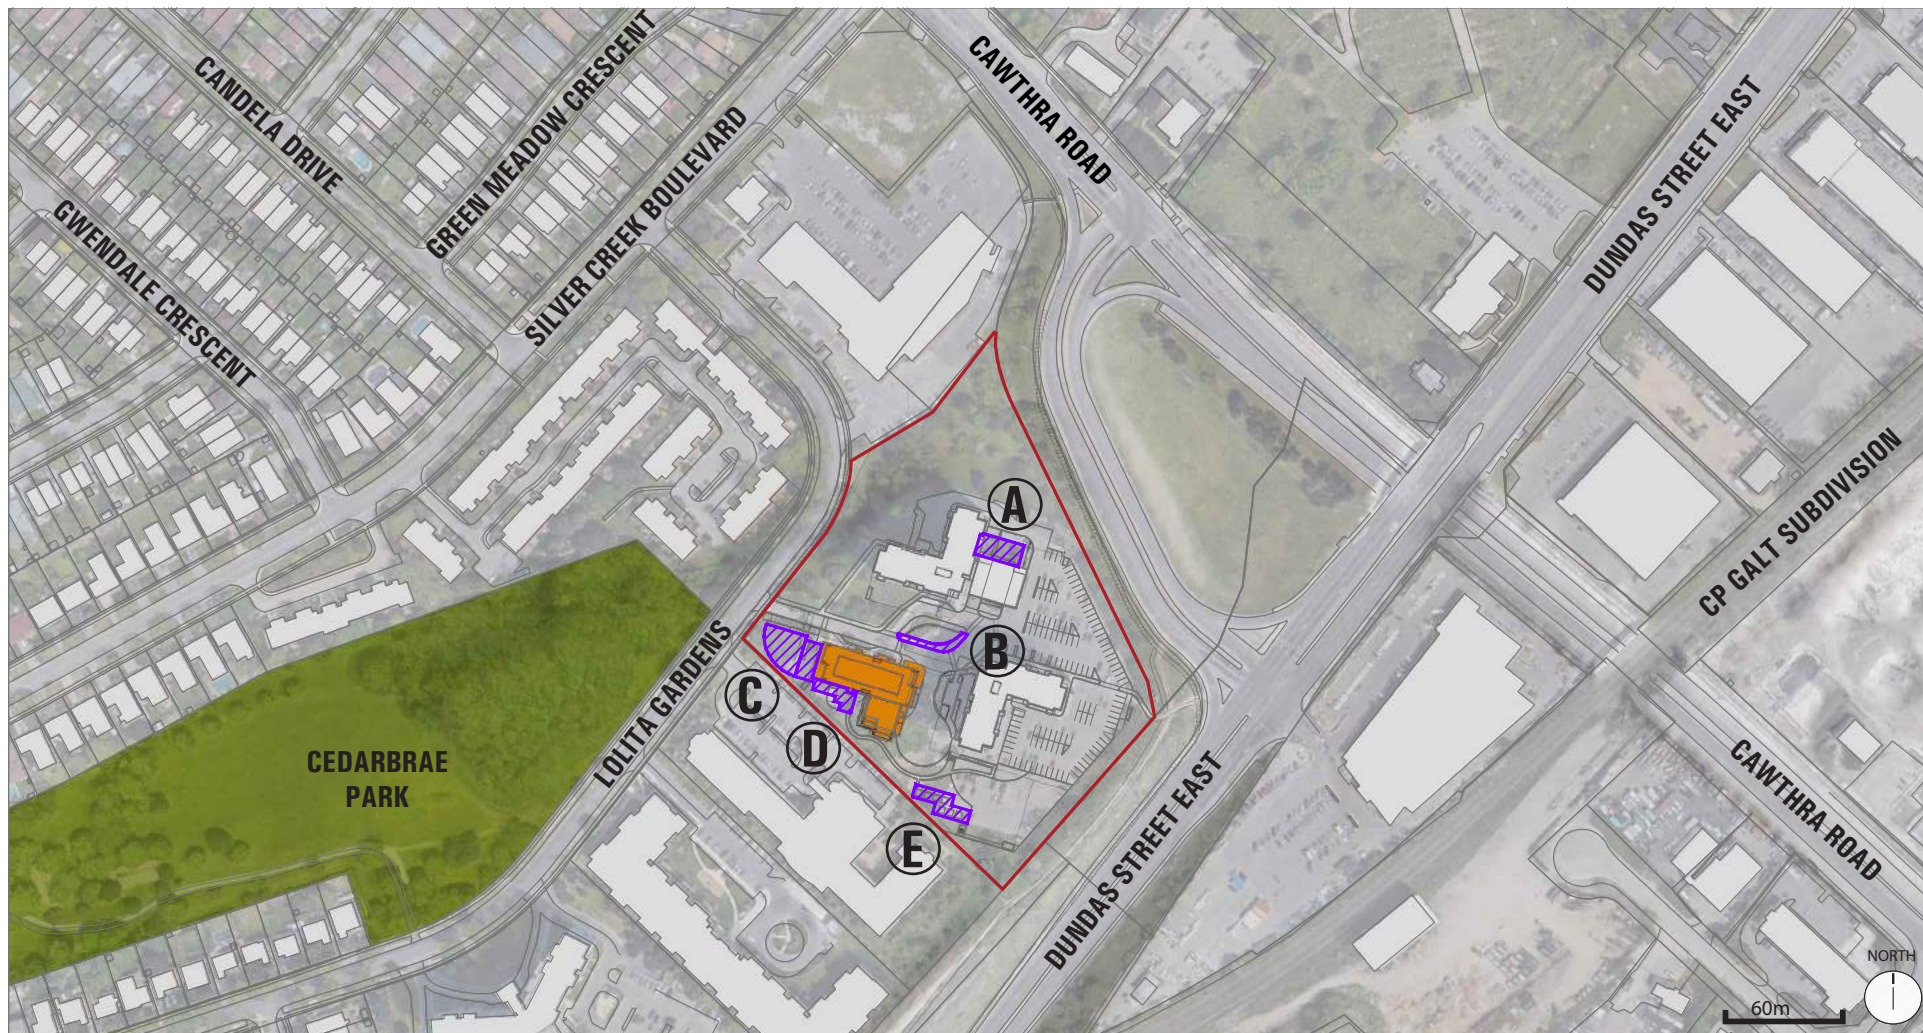 CANDELA DRIVE
GREEN MEADOW CRESCENT
GWENDALE CRESCENT
SILVER CREEK BOULEVARD
CAWTHRA ROAD
DUNDAS STREET EAST
CP GALT SUBDIVISION
A
B
C
D
E
LOLITA GARDENS
CEDARBRAE
PARK
DUNDAS STREET EAST
CAWTHRA ROAD
NORTH
60m